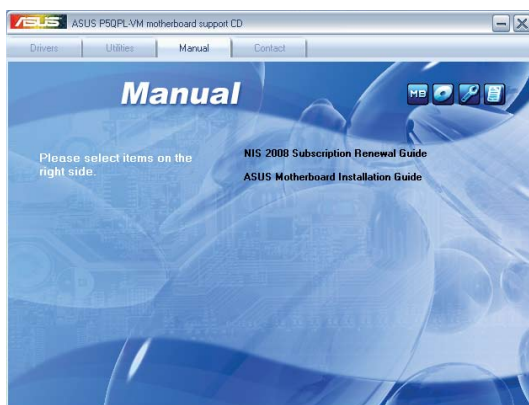 ASUS ASUS P5QPL-VM motherboard support CD
Drivers Utilities Manual Contact
Manual
MB
Please select items on the
right side.
NIS 2008 Subscription Renewal Guide
ASUS Motherboard Installation Guide